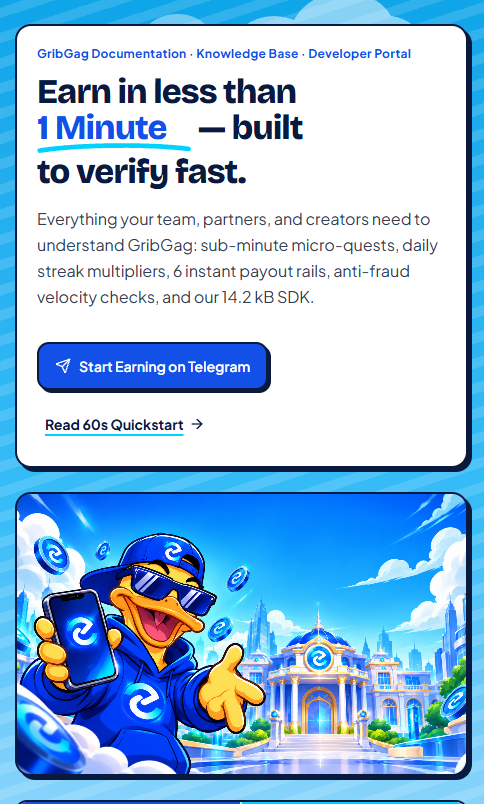 GribGag Documentation · Knowledge Base · Developer Portal
Earn in less than
1 Minute — built
to verify fast.
Everything your team, partners, and creators need to
understand GribGag: sub-minute micro-quests, daily
streak multipliers, 6 instant payout rails, anti-fraud
velocity checks, and our 14.2 kB SDK.
Start Earning on Telegram
Read 60s Quickstart →